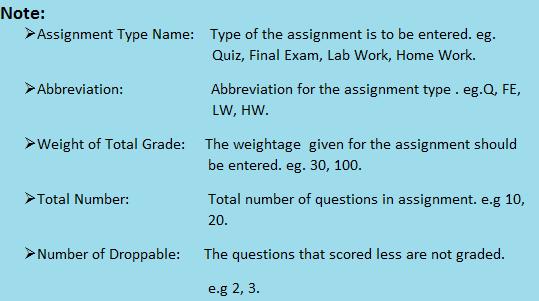 Note:
➢Assignment Type Name: Type of the assignment is to be entered. eg.
Quiz, Final Exam, Lab Work, Home Work.
➢Abbreviation: Abbreviation for the assignment type . eg.Q, FE,
LW, HW.
➢Weight of Total Grade: The weightage given for the assignment should
be entered. eg. 30, 100.
➢Total Number: Total number of questions in assignment. e.g 10,
20.
➢Number of Droppable: The questions that scored less are not graded.
e.g 2, 3.